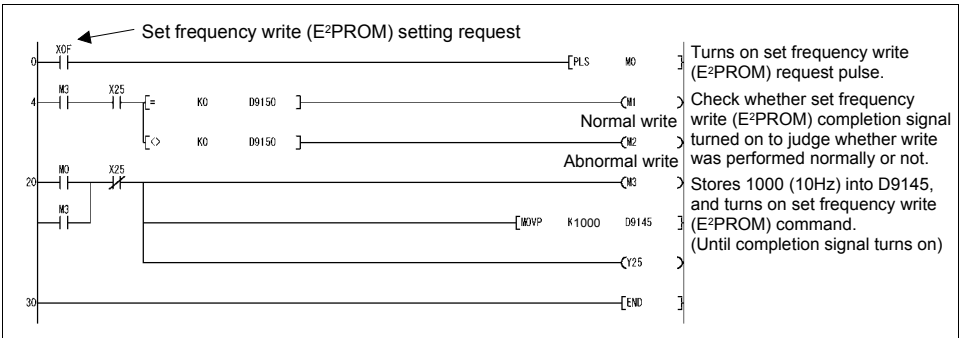 Set frequency write (E²PROM) setting request
X0F
0 [PLS M0 ]
Turns on set frequency write
(E²PROM) request pulse.
M3 X25
4 [= K0 D9150 ] (M1 )
Normal write
[<> K0 D9150 ] (M2 )
Abnormal write
Check whether set frequency
write (E²PROM) completion signal
turned on to judge whether write
was performed normally or not.
M0 X25
20 (M3 )
M3
[MOVP K1000 D9145 ]
(Y25 )
Stores 1000 (10Hz) into D9145,
and turns on set frequency write
(E²PROM) command.
(Until completion signal turns on)
30 [END ]